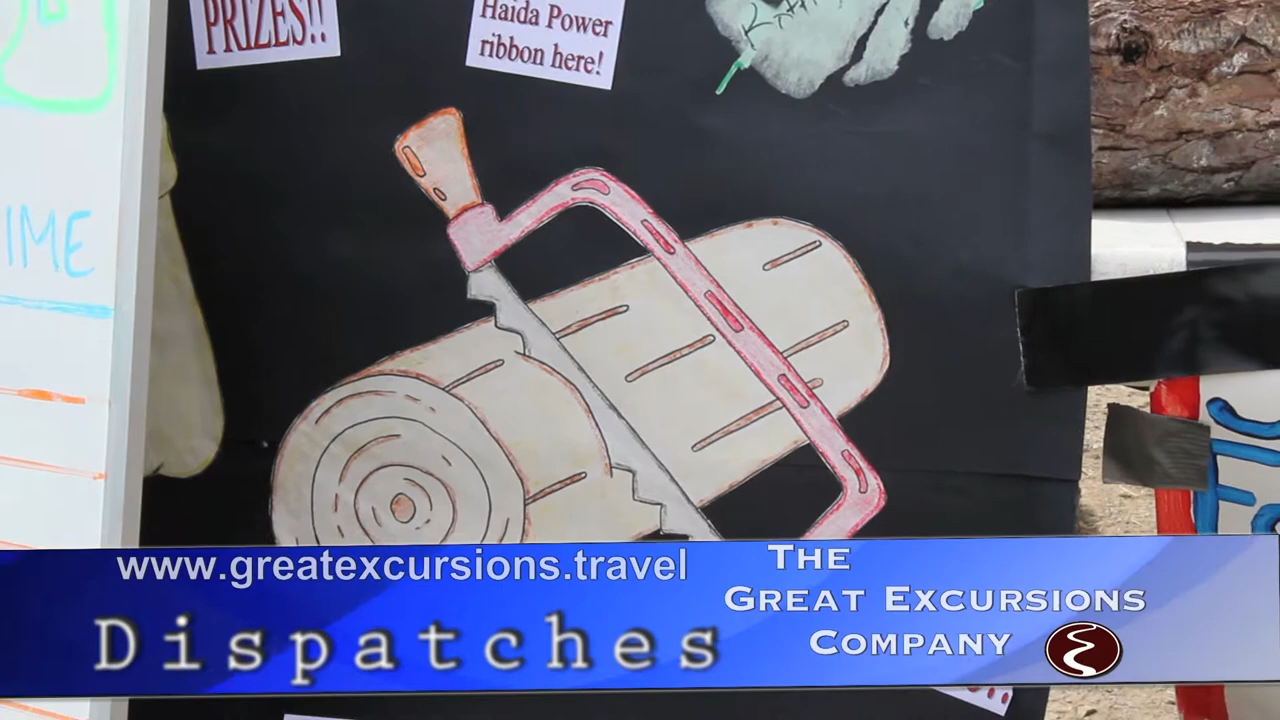 PRIZES!!
Haida Power
ribbon here!
IME
www.greatexcursions.travel
Dispatches
THE
GREAT EXCURSIONS
COMPANY